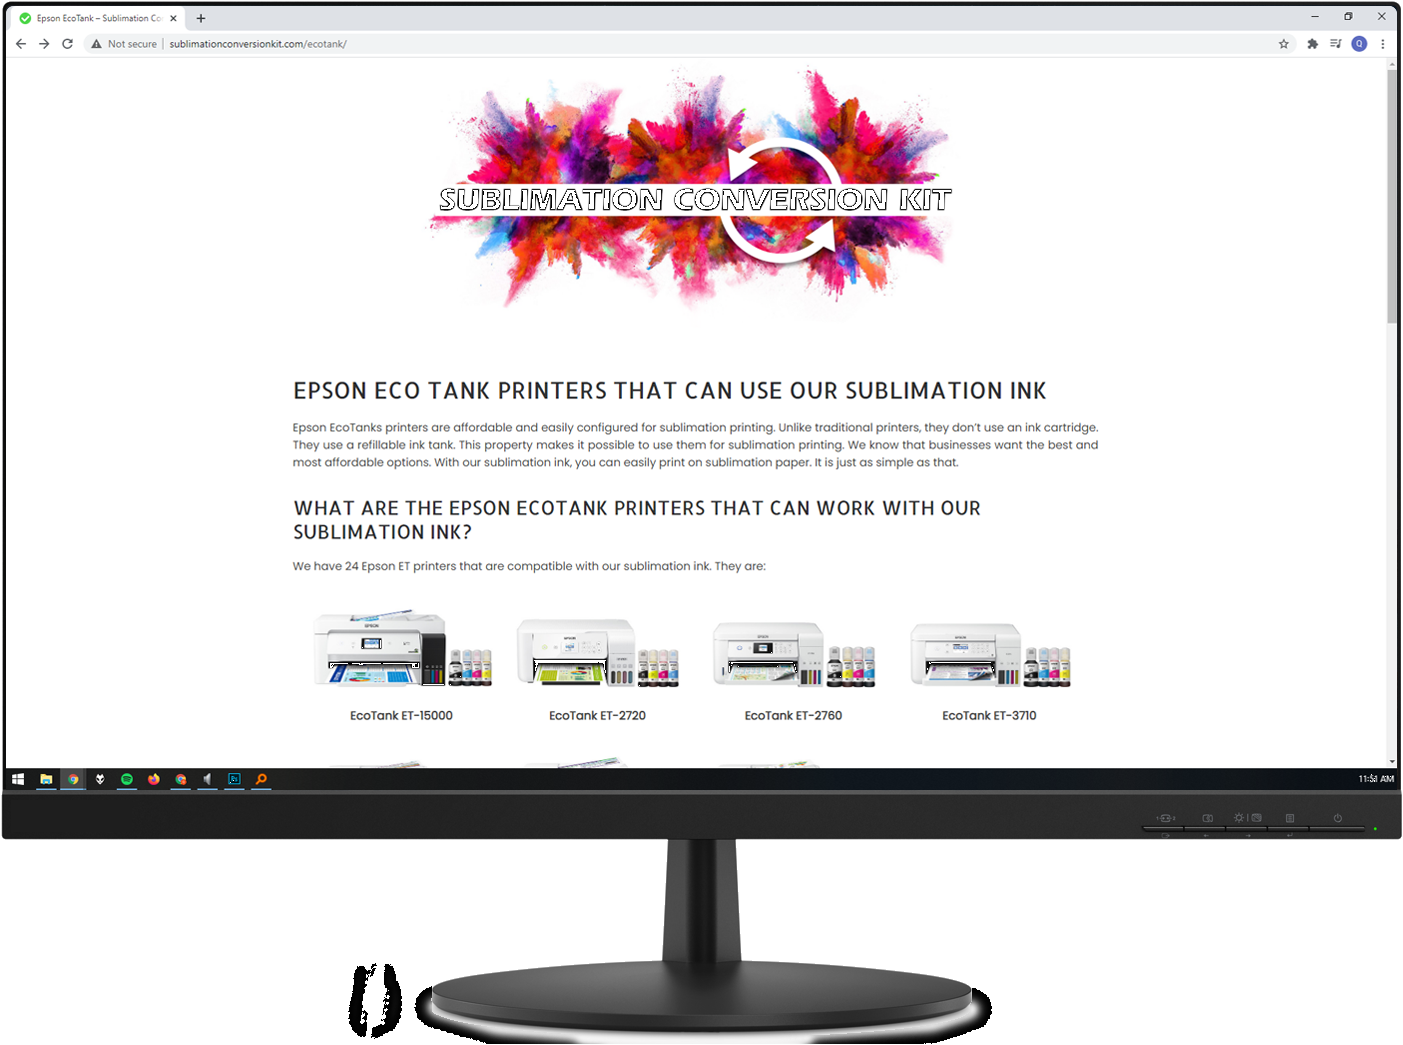 Epson EcoTank – Sublimation Co
Not secure
sublimationconversionkit.com/ecotank/
Q
SUBLIMATION CONVERSION KIT
EPSON ECO TANK PRINTERS THAT CAN USE OUR SUBLIMATION INK
Epson EcoTanks printers are affordable and easily configured for sublimation printing. Unlike traditional printers, they don’t use an ink cartridge.
They use a refillable ink tank. This property makes it possible to use them for sublimation printing. We know that businesses want the best and
most affordable options. With our sublimation ink, you can easily print on sublimation paper. It is just as simple as that.
WHAT ARE THE EPSON ECOTANK PRINTERS THAT CAN WORK WITH OUR
SUBLIMATION INK?
We have 24 Epson ET printers that are compatible with our sublimation ink. They are:
EPSON
EPSON
EPSON
EPSON
EcoTank ET-15000
EcoTank ET-2720
EcoTank ET-2760
EcoTank ET-3710
AM